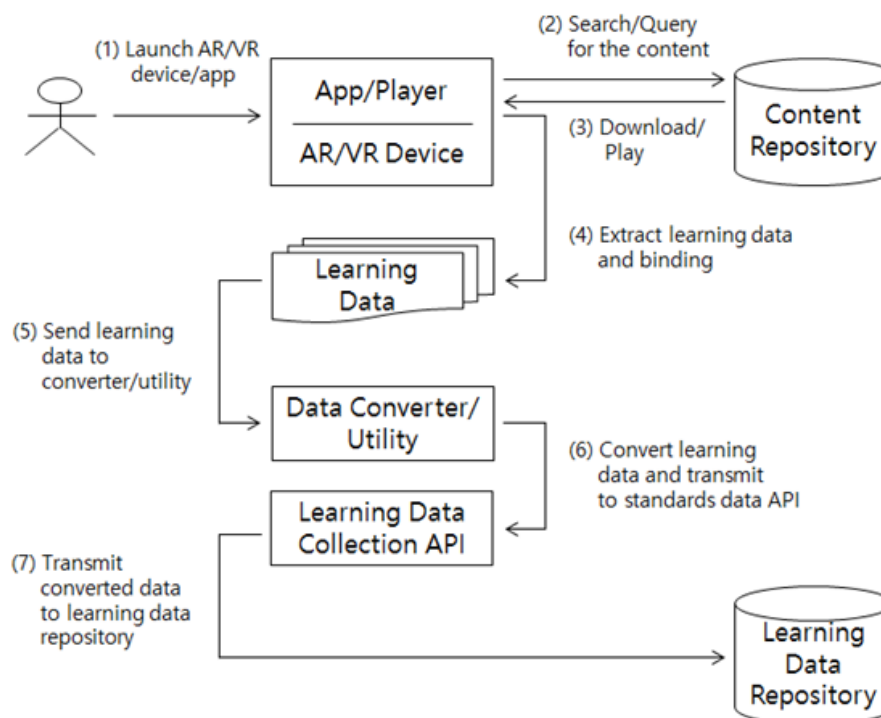 (1) Launch AR/VR
device/app
App/Player
AR/VR Device
(2) Search/Query
for the content
(3) Download/
Play
Content
Repository
(4) Extract learning data
and binding
Learning
Data
(5) Send learning
data to
converter/utility
Data Converter/
Utility
(6) Convert learning
data and transmit
to standards data API
Learning Data
Collection API
(7) Transmit
converted data
to learning data
repository
Learning
Data
Repository